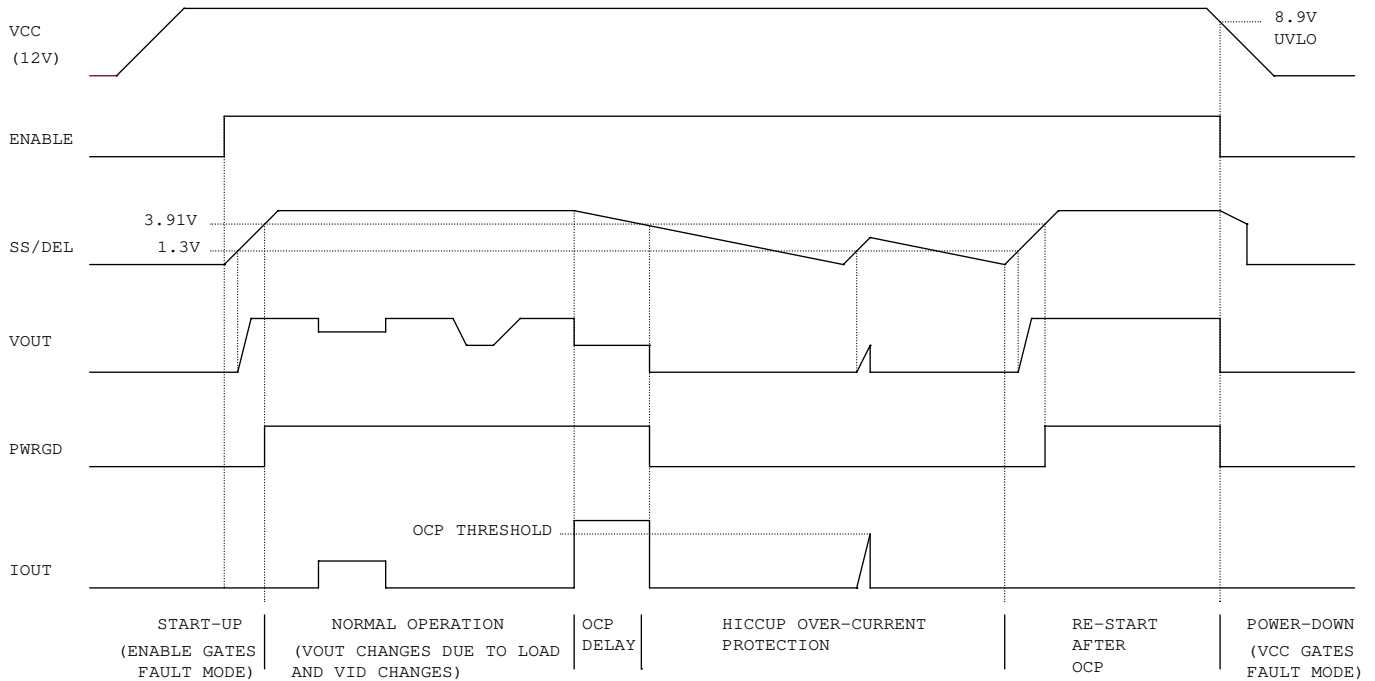 VCC
(12V)
8.9V
UVLO
ENABLE
3.91V
1.3V
SS/DEL
VOUT
PWRGD
OCP THRESHOLD
IOUT
START-UP
(ENABLE GATES
FAULT MODE)
NORMAL OPERATION
(VOUT CHANGES DUE TO LOAD
AND VID CHANGES)
OCP
DELAY
HICCUP OVER-CURRENT
PROTECTION
RE-START
AFTER
OCP
POWER-DOWN
(VCC GATES
FAULT MODE)